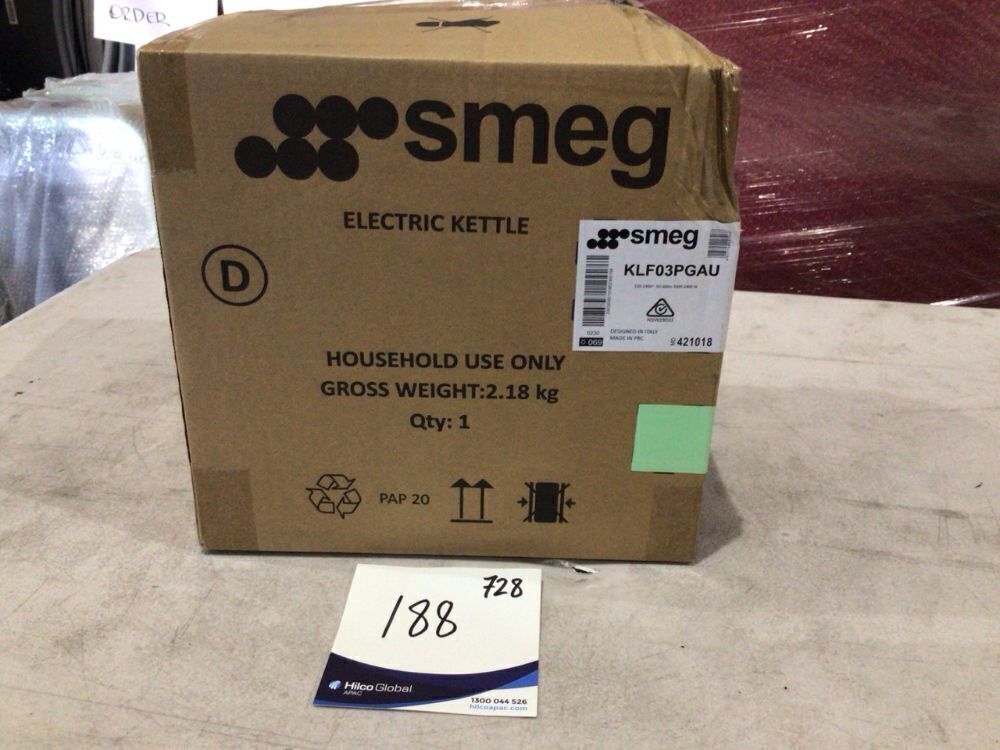 ORDER
smeg
ELECTRIC KETTLE
D
smeg
KLF03PGAU
0230
069
DESIGNED IN ITALY
MADE IN PRC
421018
HOUSEHOLD USE ONLY
GROSS WEIGHT:2.18 kg
Qty: 1
PAP 20
728
188
Hilco Global
APAC
1300 044 526
hilcoapac.com